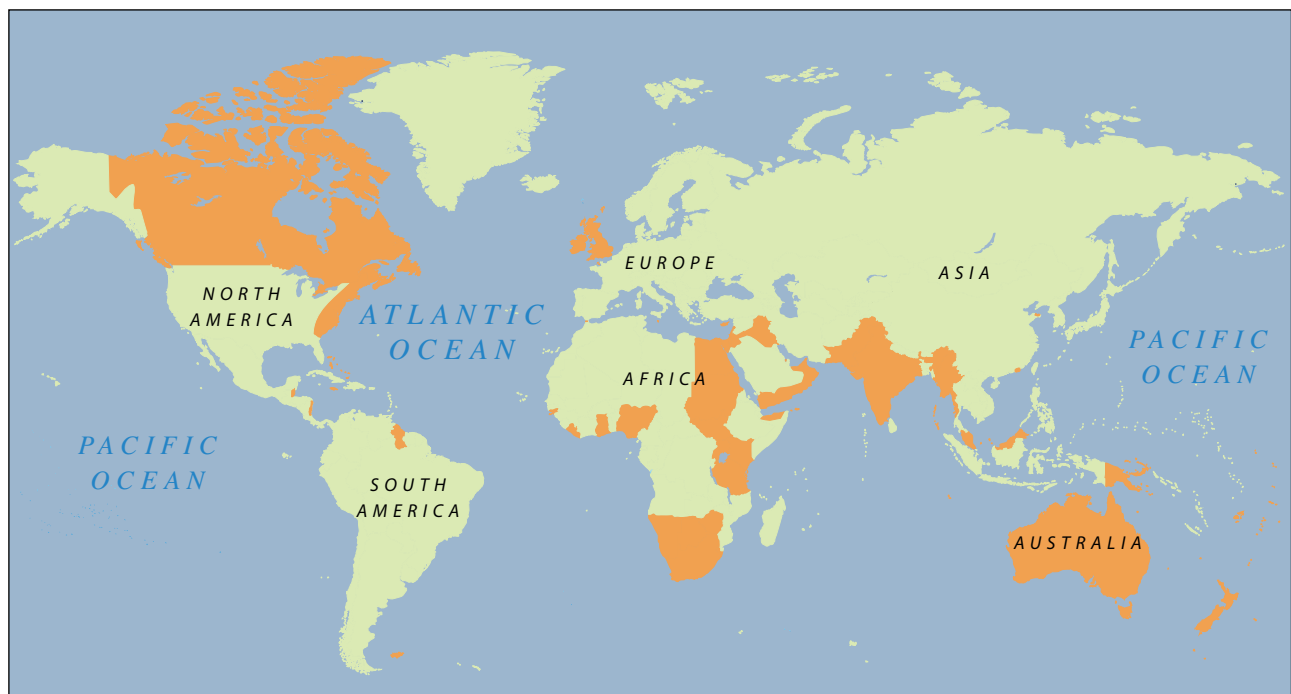 NORTH
AMERICA
ATLANTIC
OCEAN
EUROPE
ASIA
PACIFIC
OCEAN
AFRICA
PACIFIC
OCEAN
SOUTH
AMERICA
AUSTRALIA